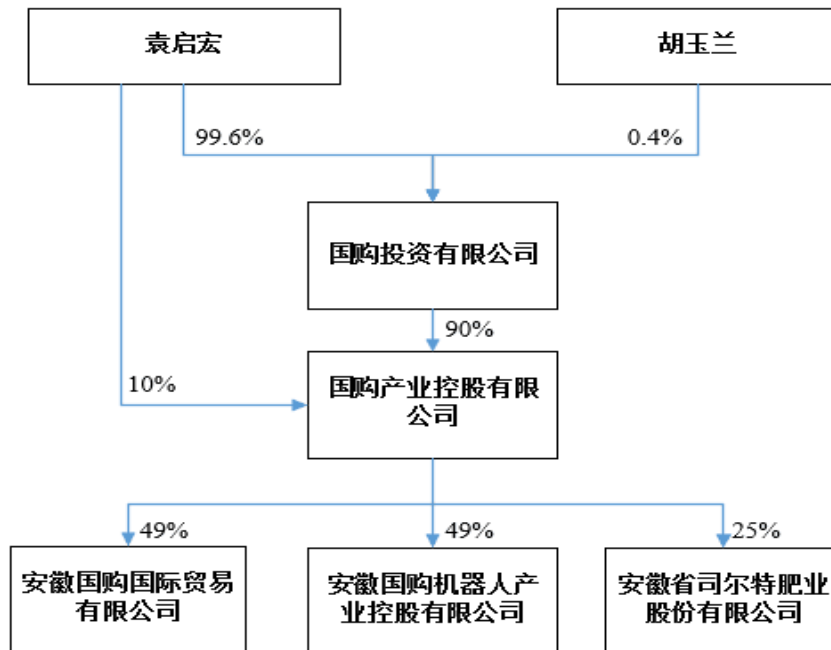 袁启宏
胡玉兰
99.6%
0.4%
国购投资有限公司
90%
10%
国购产业控股有限
公司
49%
49%
25%
安徽国购国际贸易
有限公司
安徽国购机器人产
业控股有限公司
安徽省司尔特肥业
股份有限公司